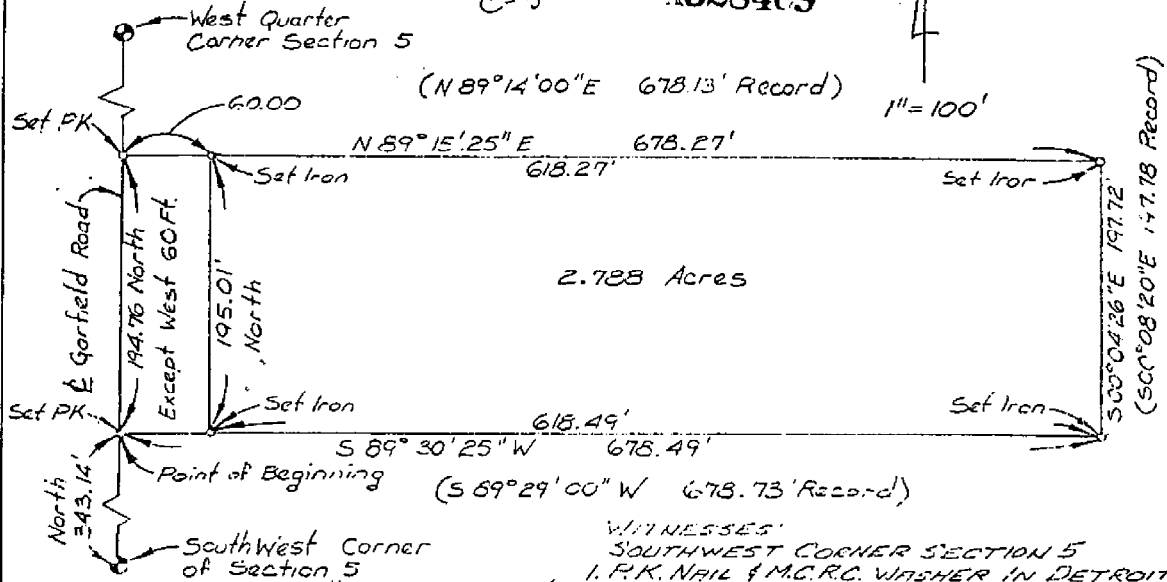 West Quarter
Corner Section 5
(N 89°14'00"E 678.13' Record)
1"=100'
60.00
Set PK
N 89°15'25" E 678.27'
618.27'
Set Iron
Set Iron
℄ Garfield Road
194.76 North
Except West 60 Ft.
195.01'
North
2.788 Acres
S 00°04'26"E 197.72'
Record)
Set PK
Set Iron
Set Iron
618.49'
S 89° 30' 25" W 678.49'
Point of Beginning
(S 89°29'00" W 678.73' Record)
North
343.14'
SouthWest Corner
of Section 5
WITNESSES
SOUTHWEST CORNER SECTION 5
1. P.K. NAIL & M.C.R.C. WASHER IN DETROIT